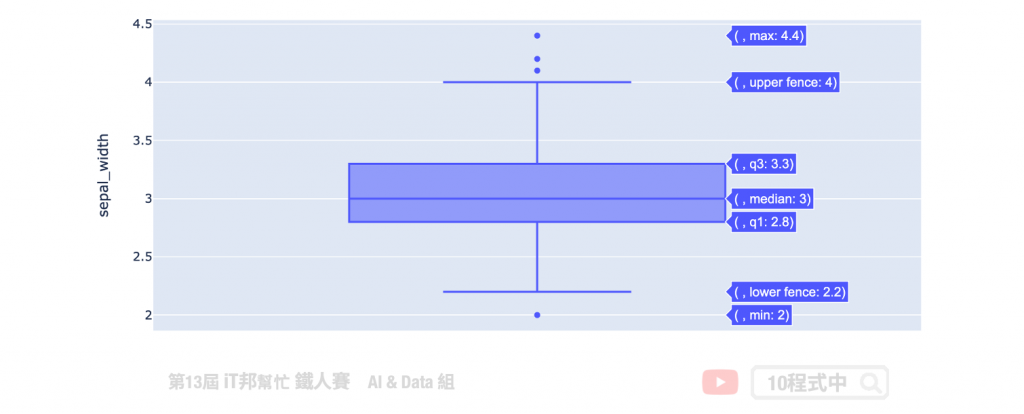 4.5
( , max: 4.4)
4
( , upper fence: 4)
3.5
( , q3: 3.3)
sepal_width
3
( , median: 3)
( , q1: 2.8)
2.5
( , lower fence: 2.2)
2
( , min: 2)
第13屆 iT邦幫忙 鐵人賽 AI & Data 組
10程式中